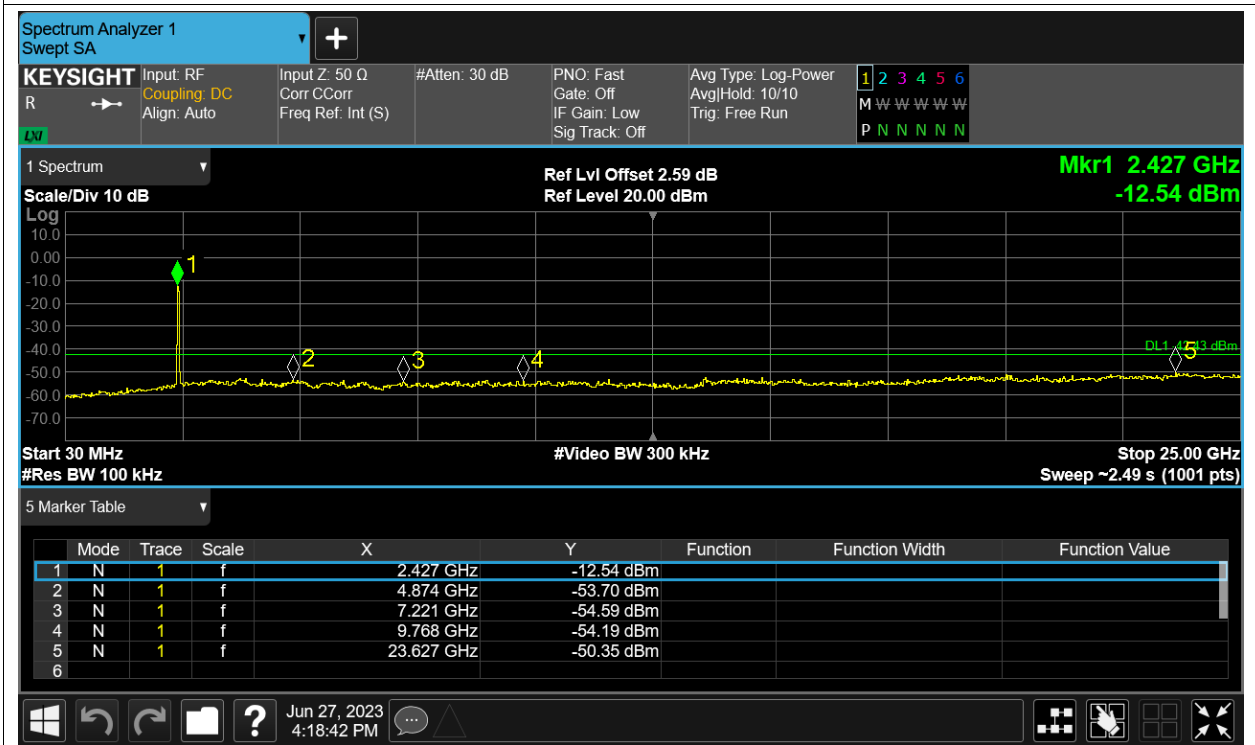 Spectrum Analyzer 1
Swept SA
KEYSIGHT
R
LXI
Input: RF
Coupling: DC
Align: Auto
Input Z: 50 Ω
Corr CCorr
Freq Ref: Int (S)
#Atten: 30 dB
PNO: Fast
Gate: Off
IF Gain: Low
Sig Track: Off
Avg Type: Log-Power
Avg|Hold: 10/10
Trig: Free Run
1 2 3 4 5 6
M W W W W W
P N N N N N
1 Spectrum
Scale/Div 10 dB
Ref Lvl Offset 2.59 dB
Ref Level 20.00 dBm
Mkr1 2.427 GHz
-12.54 dBm
Log
10.0
0.00
-10.0
-20.0
-30.0
-40.0
-50.0
-60.0
-70.0
1
2
3
4
5
DL1 dBm
Start 30 MHz
#Video BW 300 kHz
Stop 25.00 GHz
#Res BW 100 kHz
Sweep ~2.49 s (1001 pts)
5 Marker Table
Mode Trace Scale X Y Function Function Width Function Value
1 N 1 f 2.427 GHz -12.54 dBm
2 N 1 f 4.874 GHz -53.70 dBm
3 N 1 f 7.221 GHz -54.59 dBm
4 N 1 f 9.768 GHz -54.19 dBm
5 N 1 f 23.627 GHz -50.35 dBm
6
?
Jun 27, 2023
4:18:42 PM